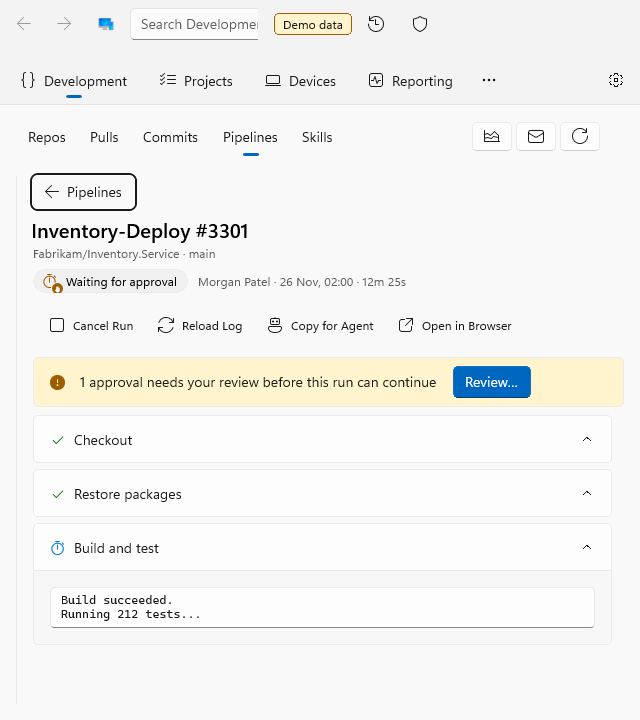 Search Developmen
Demo data
Development
Projects
Devices
Reporting
Repos
Pulls
Commits
Pipelines
Skills
Pipelines
Inventory-Deploy #3301
Fabrikam/Inventory.Service · main
Waiting for approval
Morgan Patel · 26 Nov, 02:00 · 12m 25s
Cancel Run
Reload Log
Copy for Agent
Open in Browser
1 approval needs your review before this run can continue
Review...
Checkout
Restore packages
Build and test
Build succeeded.
Running 212 tests...